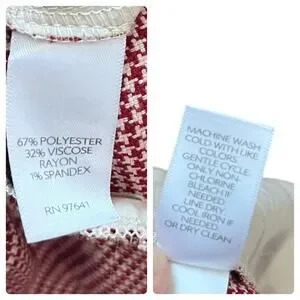 67% POLYESTER
32% VISCOSE
RAYON
1% SPANDEX
RN 97641
MACHINE WASH
COLD WITH LIKE
COLORS.
GENTLE CYCLE
ONLY NON-
CHLORINE
BLEACH IF
NEEDED
LINE DRY
COOL IRON IF
NEEDED
OR DRY CLEAN